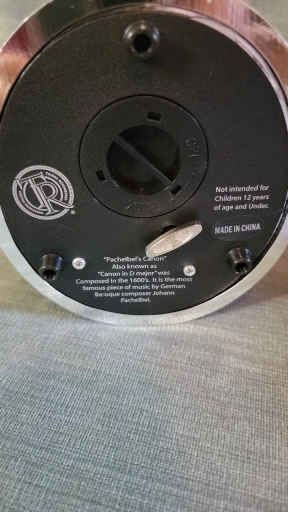 Not intended for
Children 12 years
of age and Under.
MADE IN CHINA
"Pachelbel's Canon"
Also known as
"Canon in D major" was
Composed in the 1600's. It is the most
famous piece of music by German
Baroque composer Johann
Pachelbel.